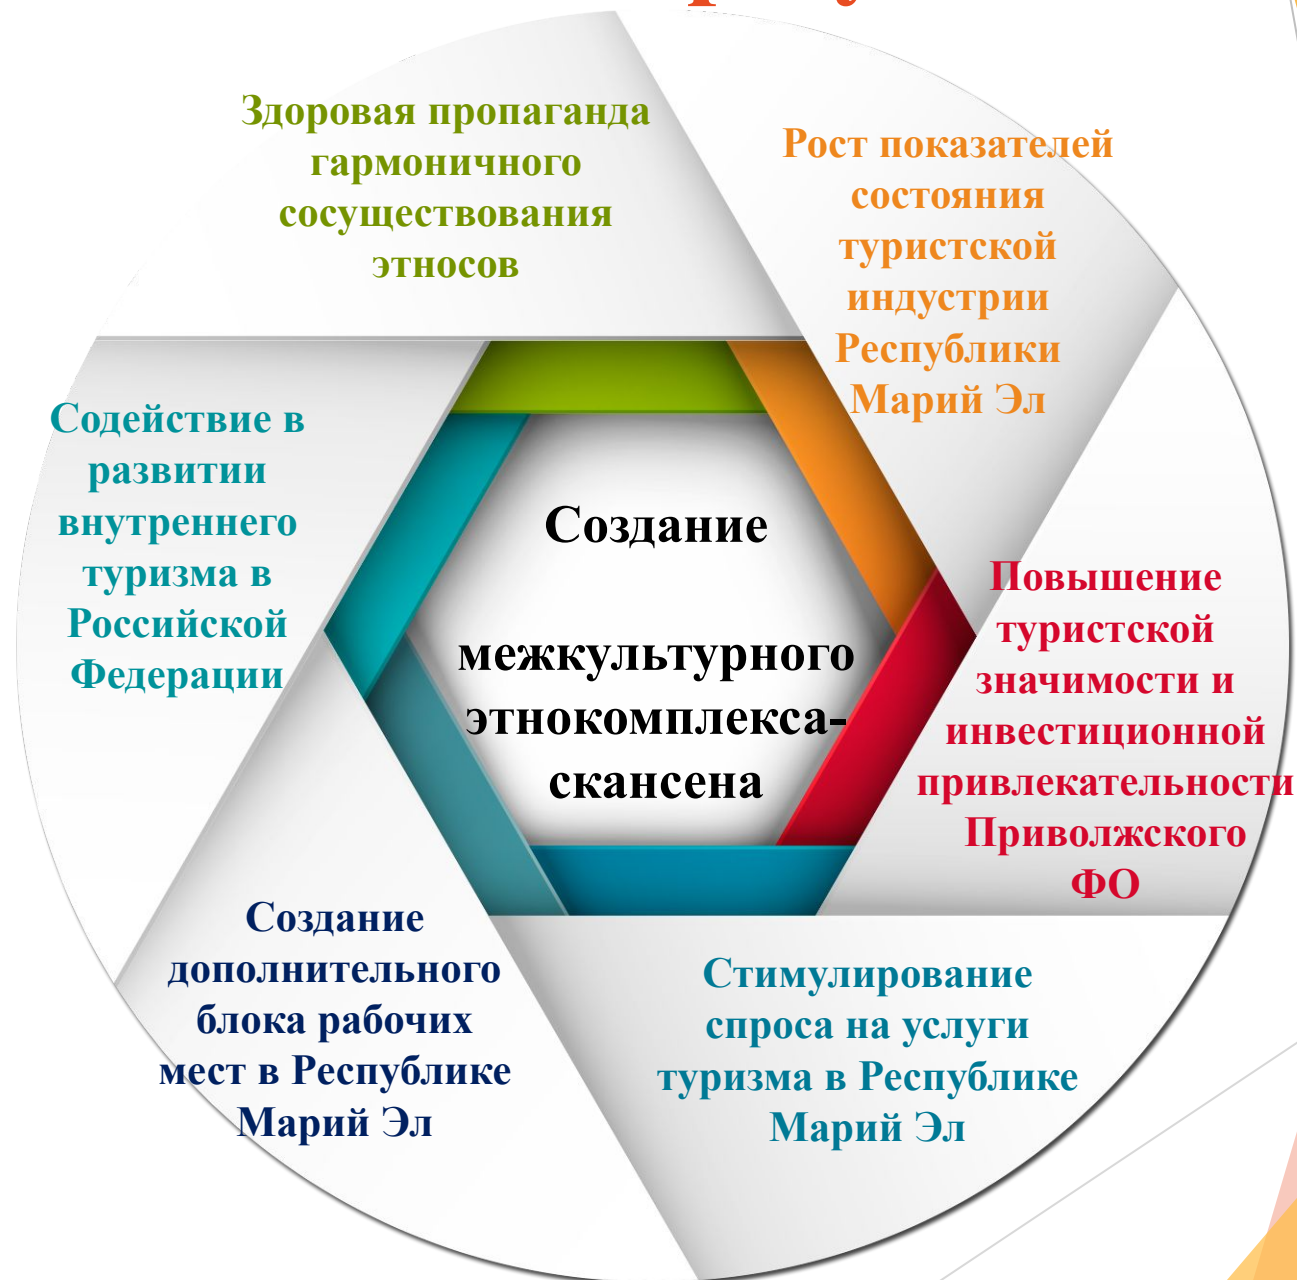 Здоровая пропаганда
гармоничного
сосуществования
этносов
Рост показателей
состояния
туристской
индустрии
Республики
Марий Эл
Содействие в
развитии
внутреннего
туризма в
Российской
Федерации
Создание
межкультурного
этнокомплекса-
скансена
Повышение
туристской
значимости и
инвестиционной
привлекательности
Приволжского
ФО
Создание
дополнительного
блока рабочих
мест в Республике
Марий Эл
Стимулирование
спроса на услуги
туризма в Республике
Марий Эл